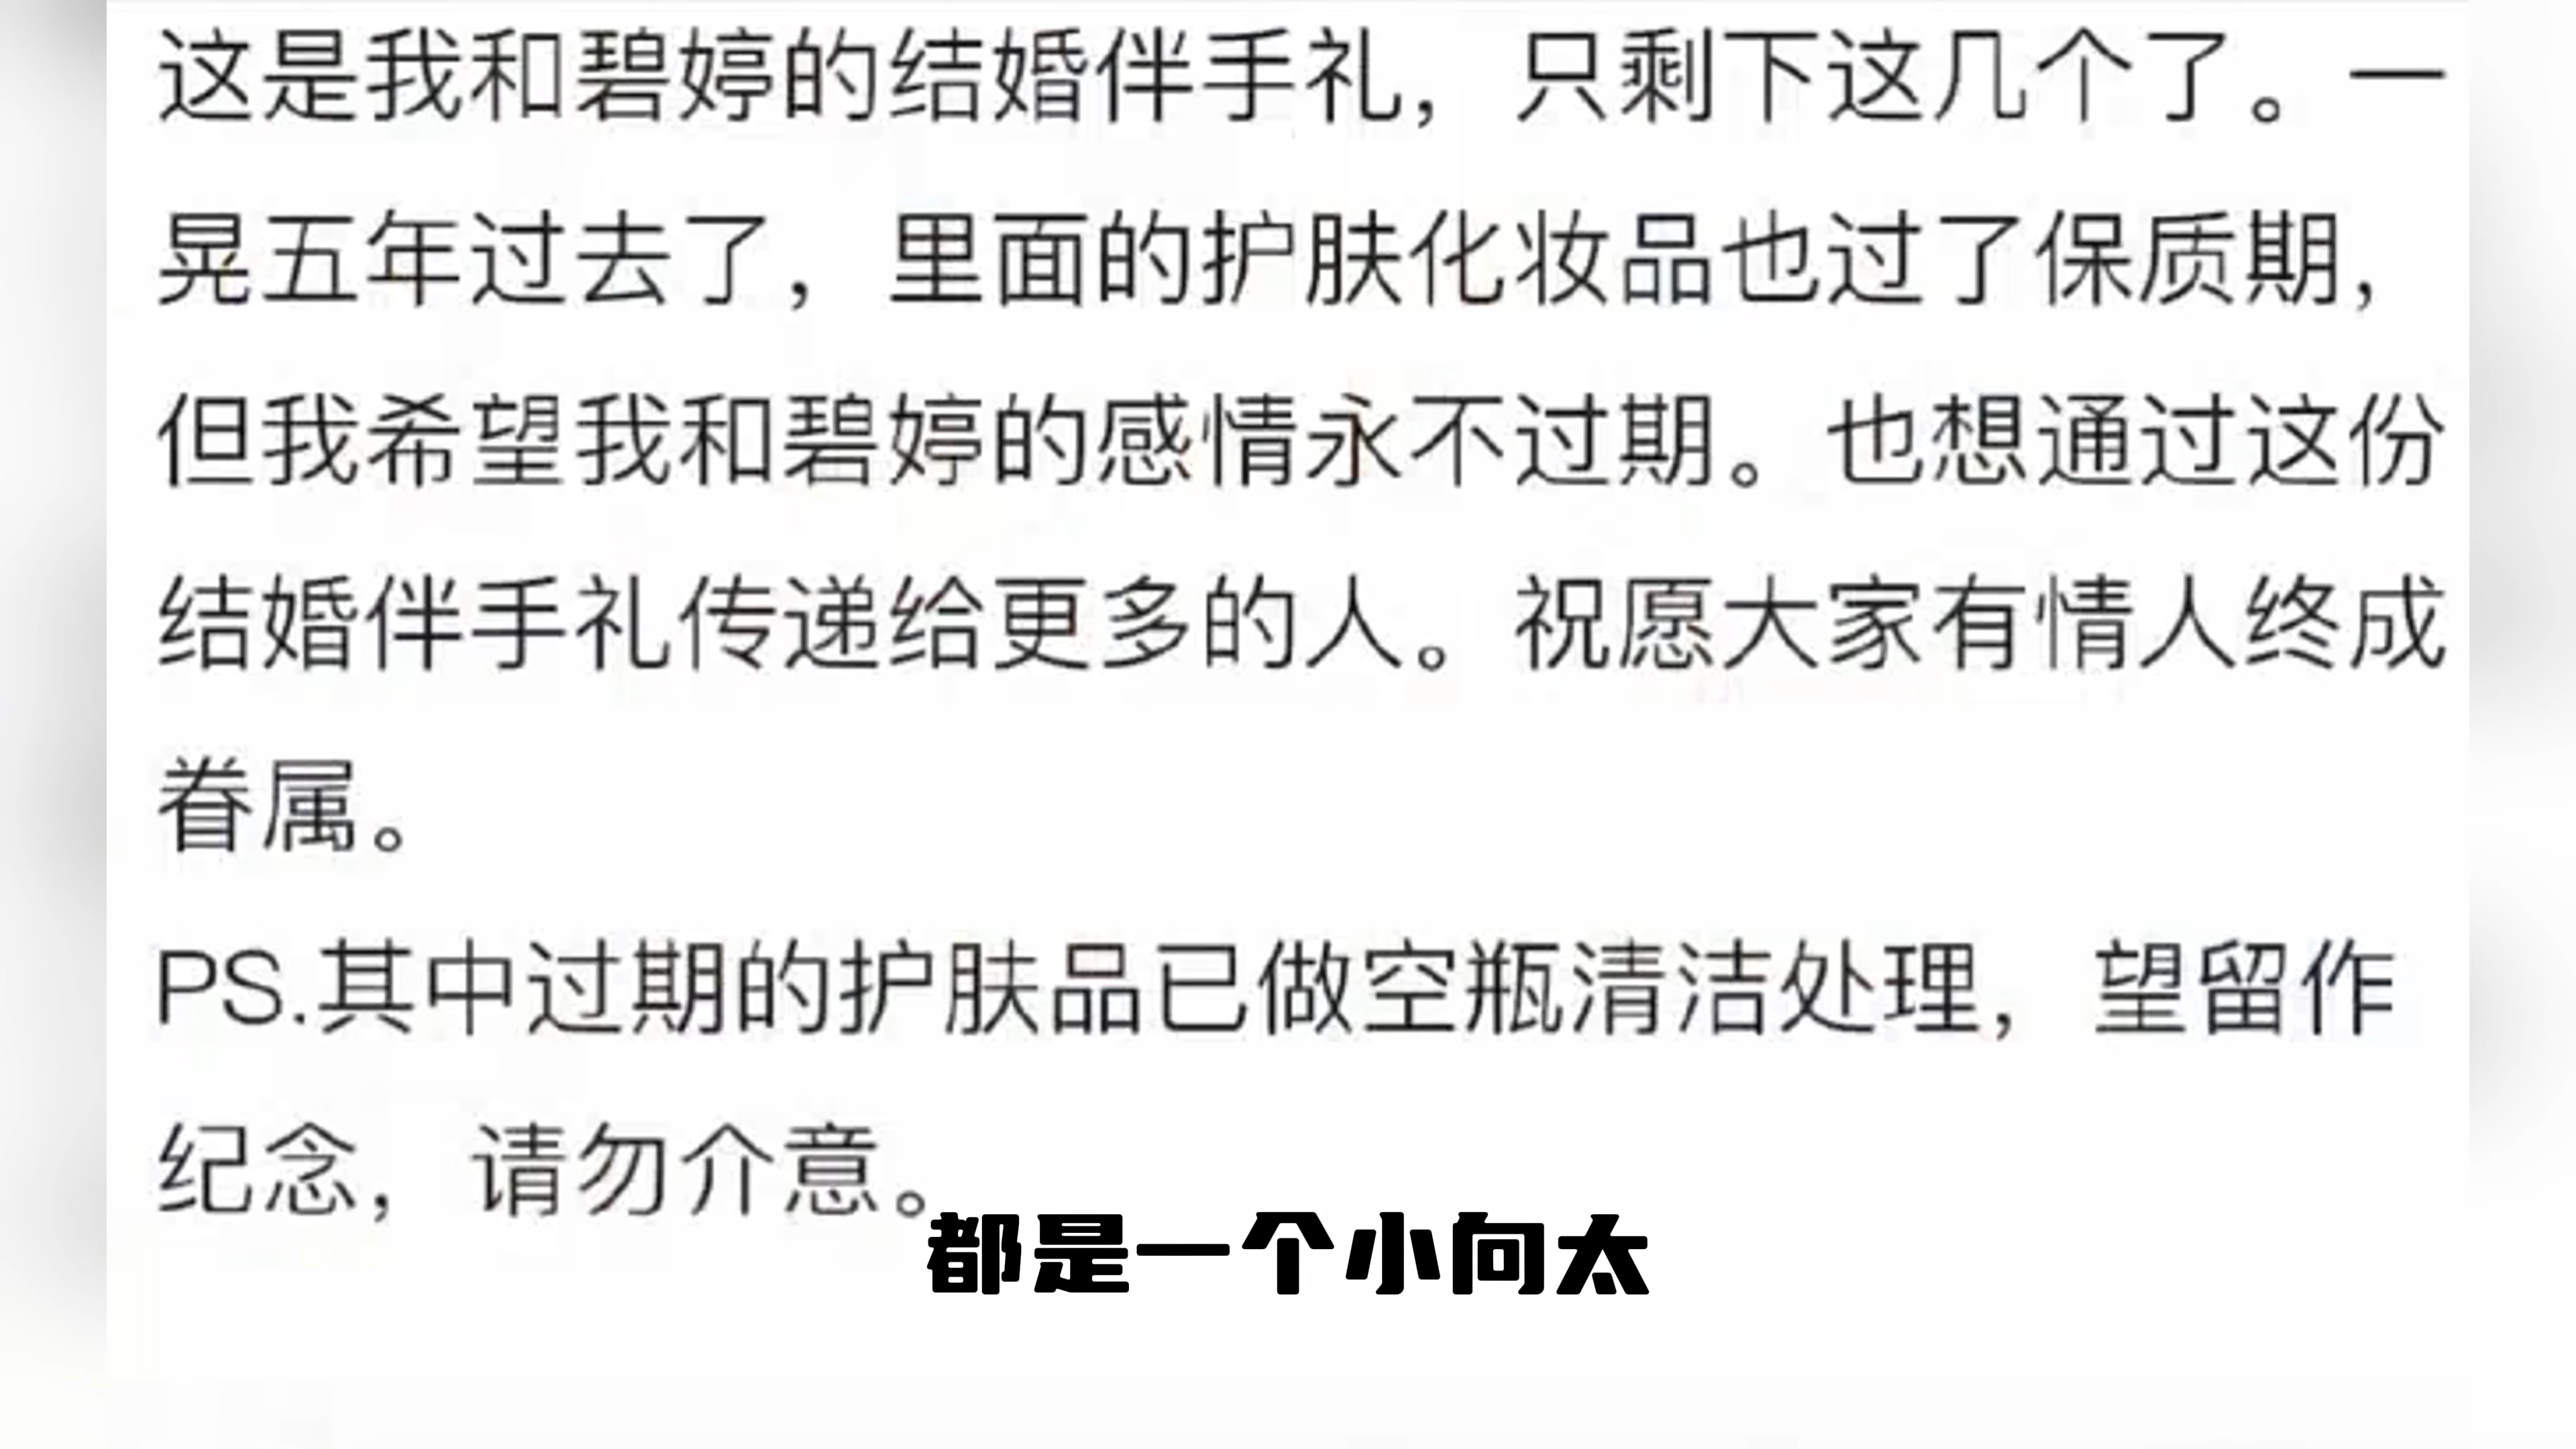 这是我和碧婷的结婚伴手礼，只剩下这几个了。一
晃五年过去了，里面的护肤化妆品也过了保质期，
但我希望我和碧婷的感情永不过期。也想通过这份
结婚伴手礼传递给更多的人。祝愿大家有情人终成
眷属。
PS.其中过期的护肤品已做空瓶清洁处理，望留作
纪念，请勿介意。
都是一个小向太